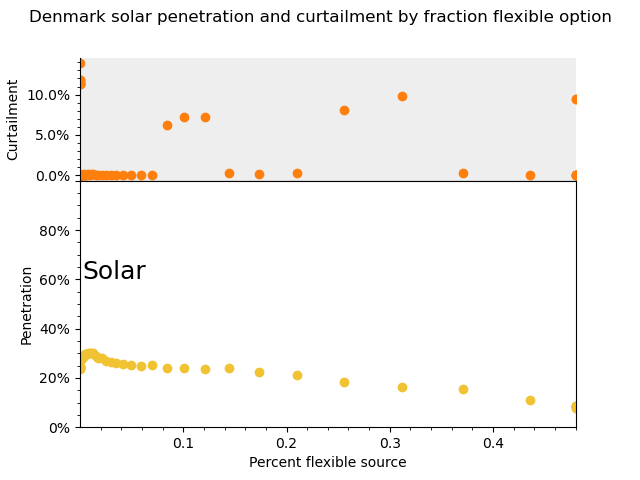 Denmark solar penetration and curtailment by fraction flexible option
Curtailment
10.0%
5.0%
0.0%
Penetration
80%
60%
40%
20%
0%
Solar
0.1
0.2
0.3
0.4
Percent flexible source